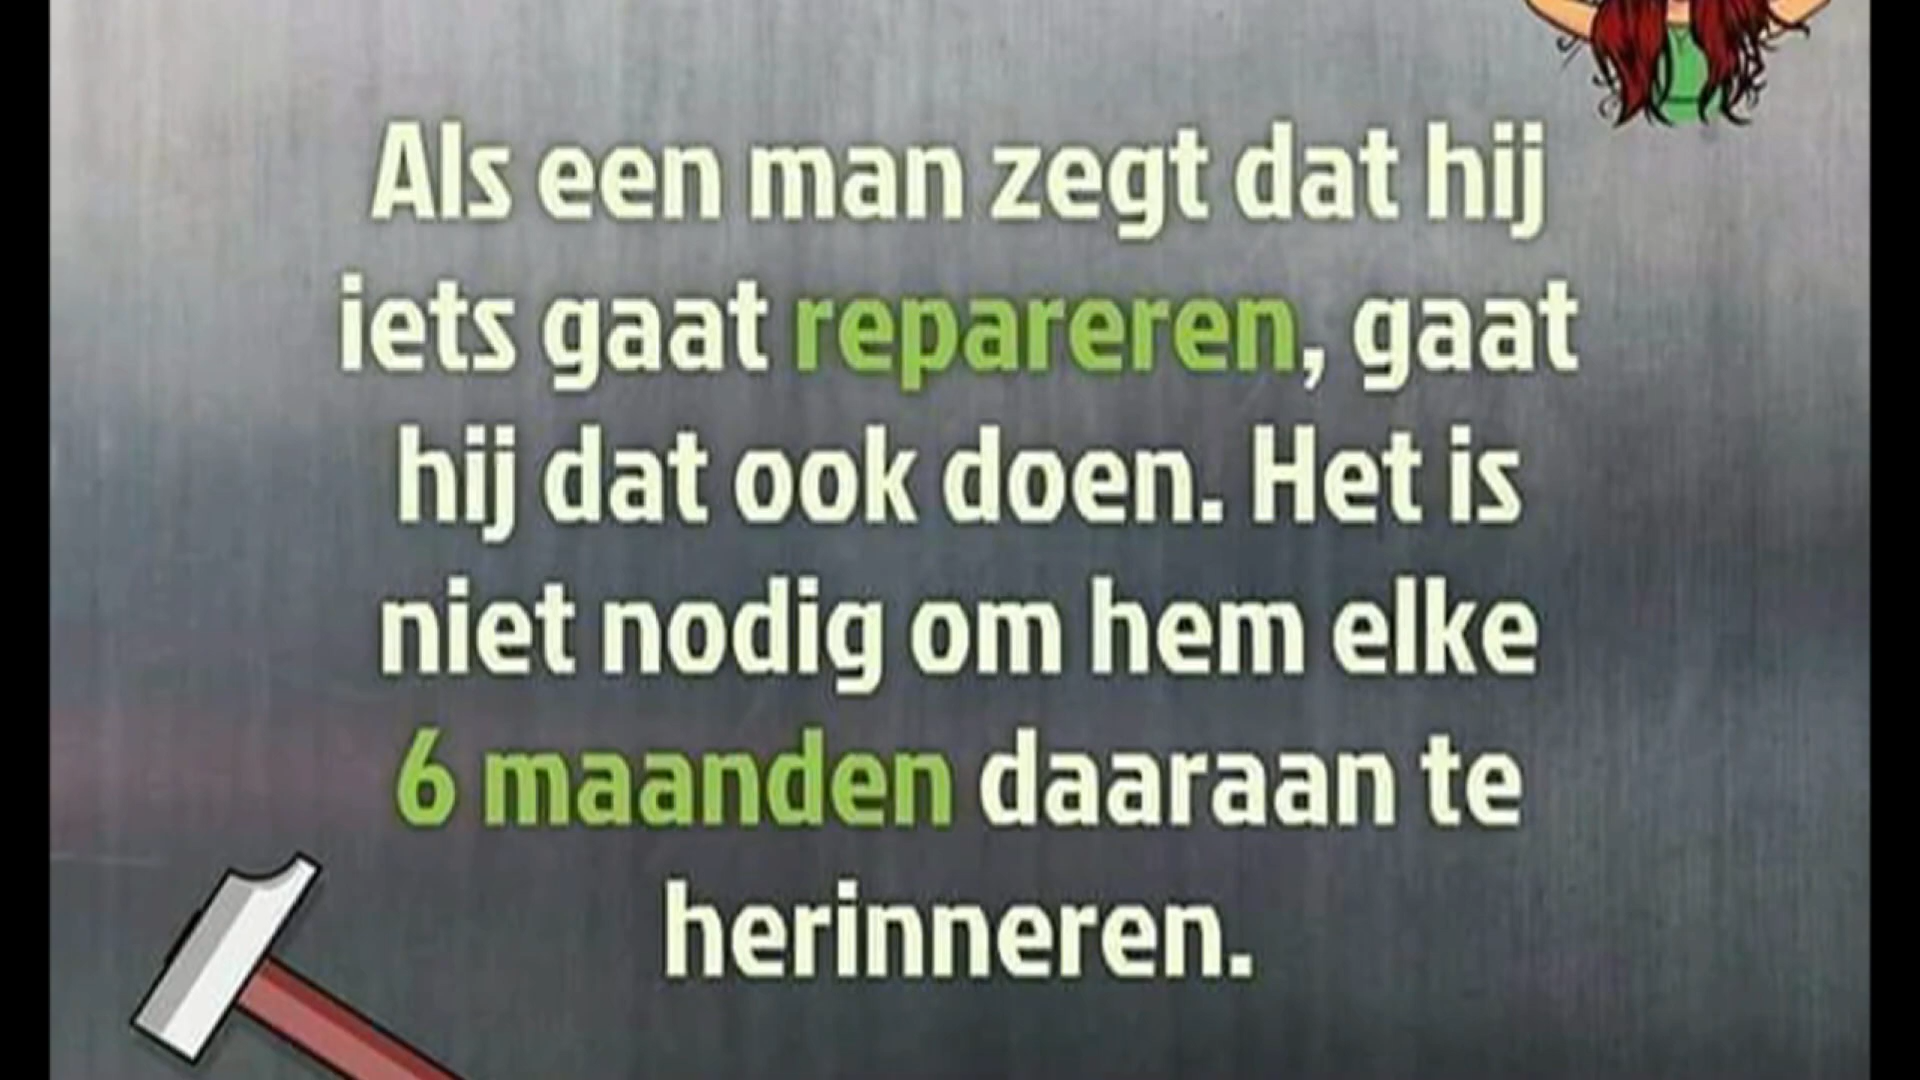 Als een man zegt dat hij
iets gaat repareren, gaat
hij dat ook doen. Het is
niet nodig om hem elke
6 maanden daaraan te
herinneren.